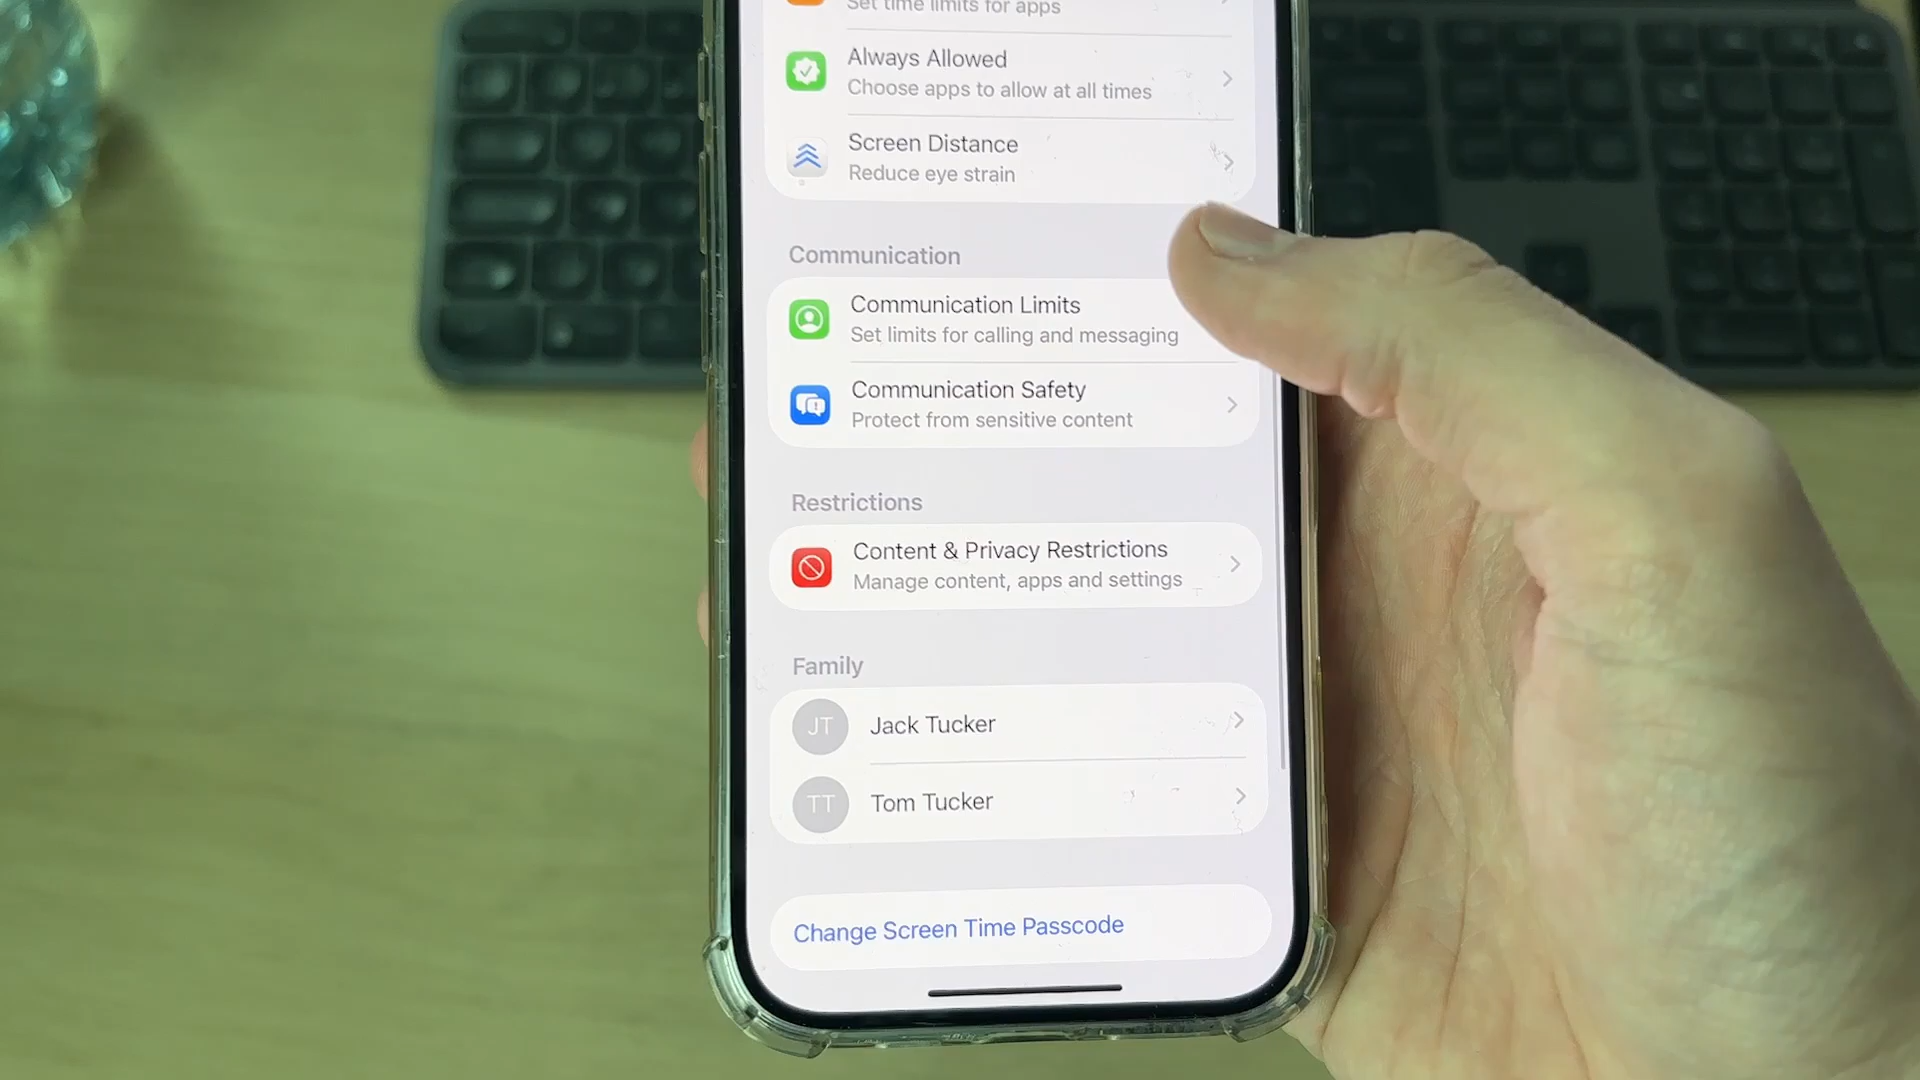 Set time limits for apps
Always Allowed
Choose apps to allow at all times
Screen Distance
Reduce eye strain
Communication
Communication Limits
Set limits for calling and messaging
Communication Safety
Protect from sensitive content
Restrictions
Content & Privacy Restrictions
Manage content, apps and settings
Family
JT
Jack Tucker
TT
Tom Tucker
Change Screen Time Passcode